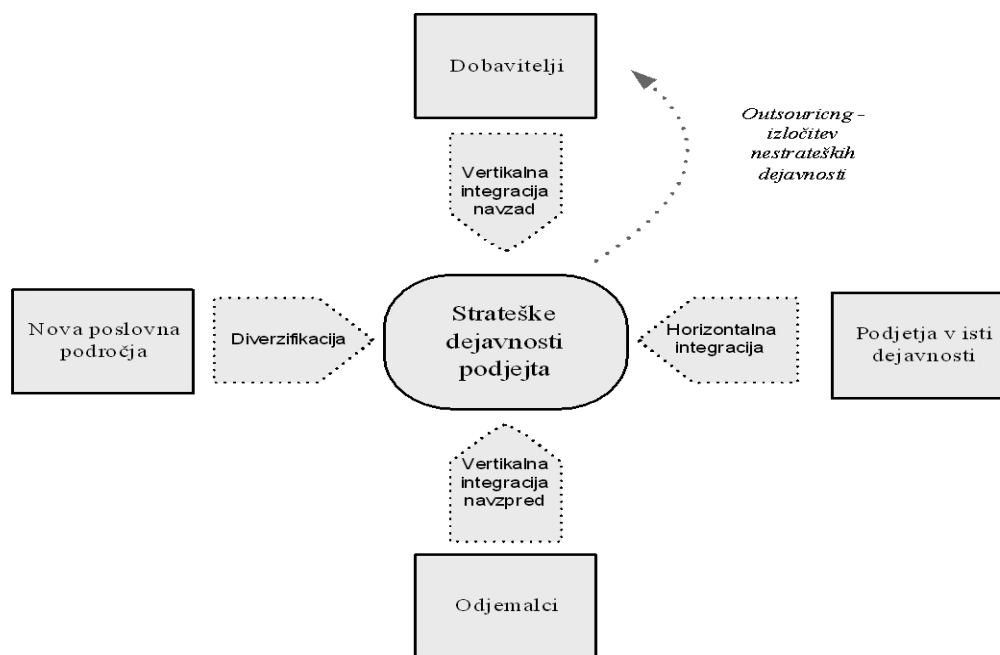 Dobavitelji
Outsouricng -
izločitev
nestrateških
dejavnosti
Vertikalna
integracija
navzad
Nova poslovna
področja
Diverzifikacija
Strateške
dejavnosti
podjejta
Horizontalna
integracija
Podjetja v isti
dejavnosti
Vertikalna
integracija
navzpred
Odjemalci